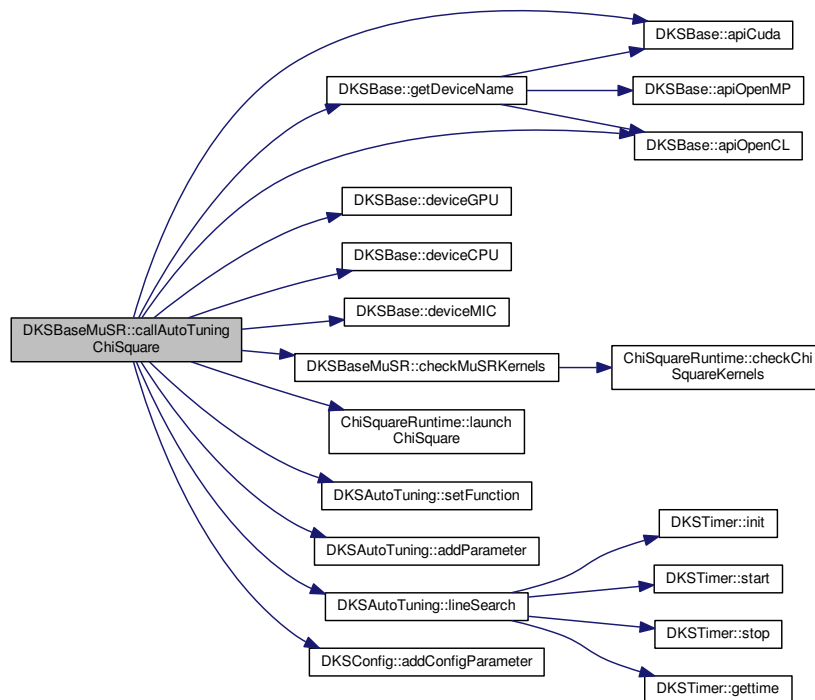 DKSBase::apiCuda
DKSBase::getDeviceName
DKSBase::apiOpenMP
DKSBase::apiOpenCL
DKSBase::deviceGPU
DKSBase::deviceCPU
DKSBase::deviceMIC
DKSBaseMuSR::callAutoTuning
ChiSquare
DKSBaseMuSR::checkMuSRKernels
ChiSquareRuntime::checkChi
SquareKernels
ChiSquareRuntime::launch
ChiSquare
DKSAutoTuning::setFunction
DKSAutoTuning::addParameter
DKSAutoTuning::lineSearch
DKSTimer::init
DKSTimer::start
DKSTimer::stop
DKSTimer::gettime
DKSConfig::addConfigParameter